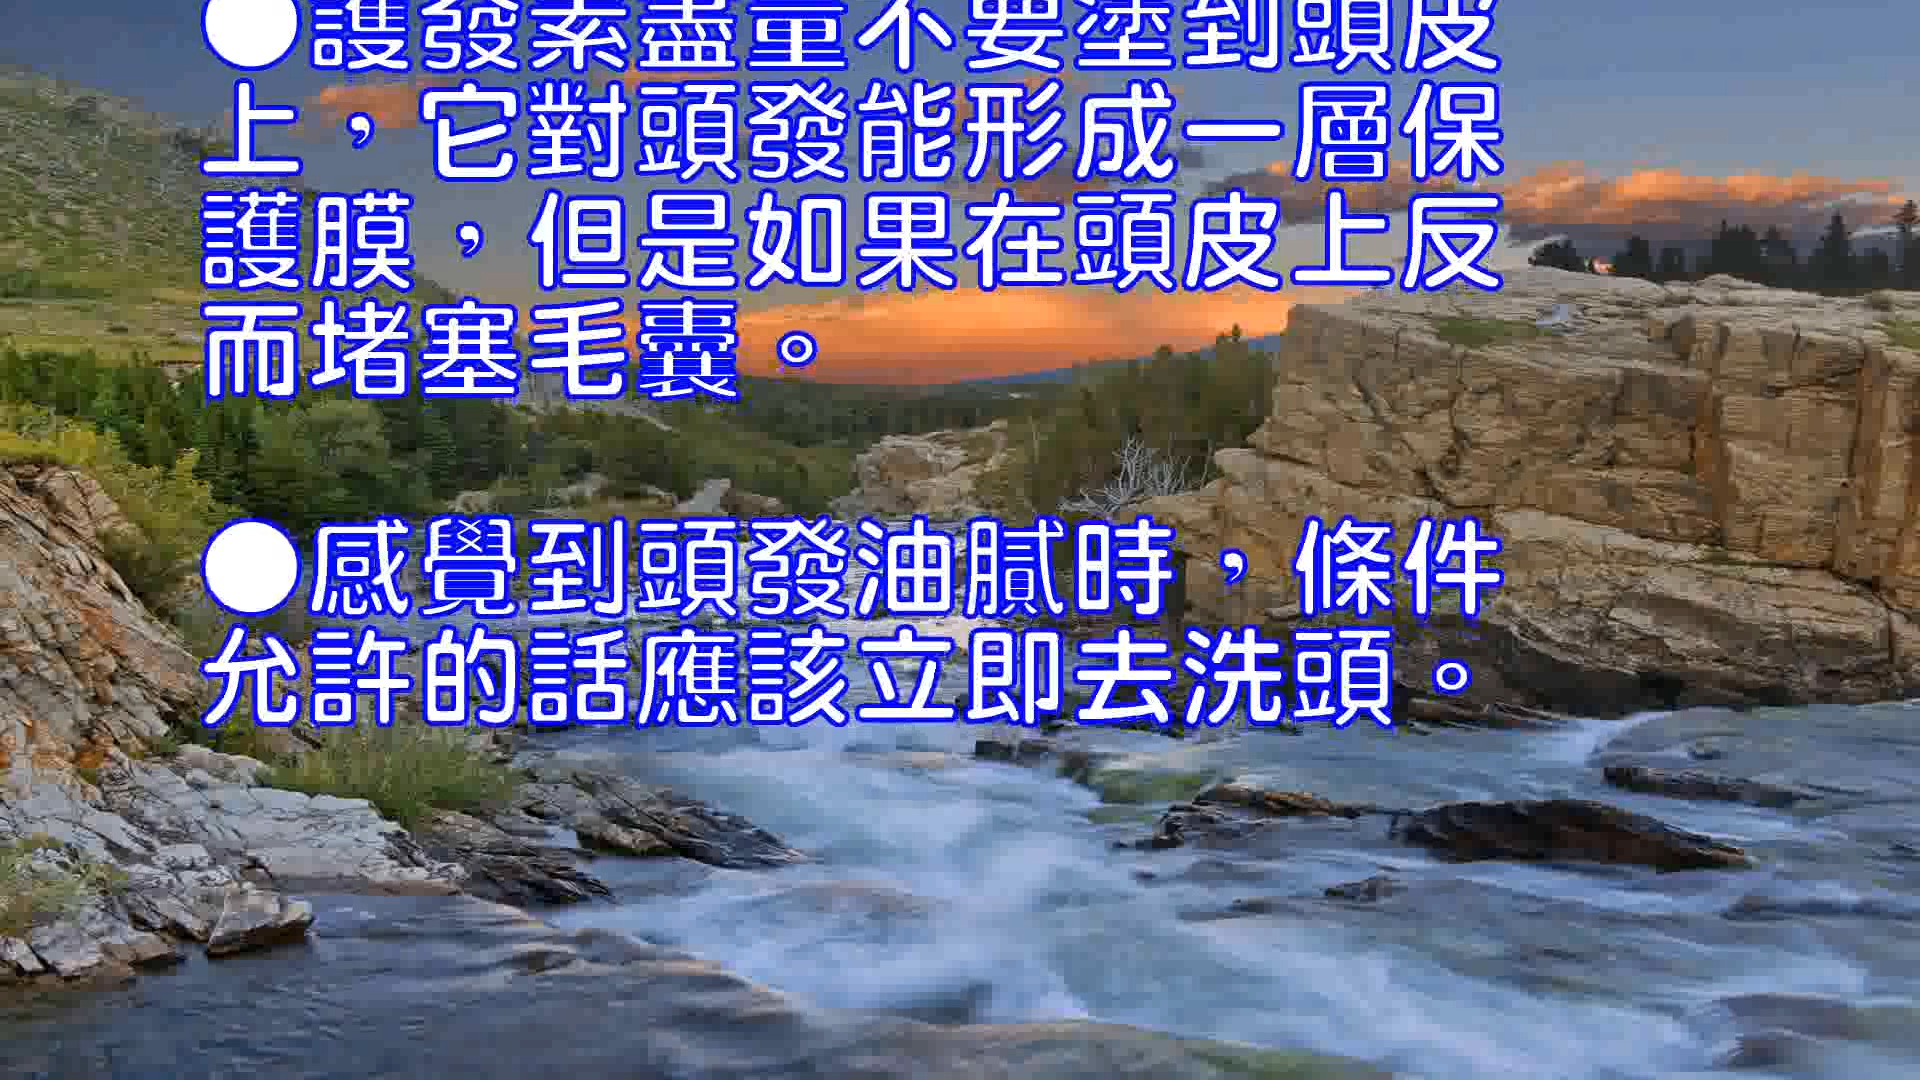 ●護發素盡量不要塗到頭皮
上，它對頭發能形成一層保
護膜，但是如果在頭皮上反
而堵塞毛囊。
●感覺到頭發油膩時，條件
允許的話應該立即去洗頭。